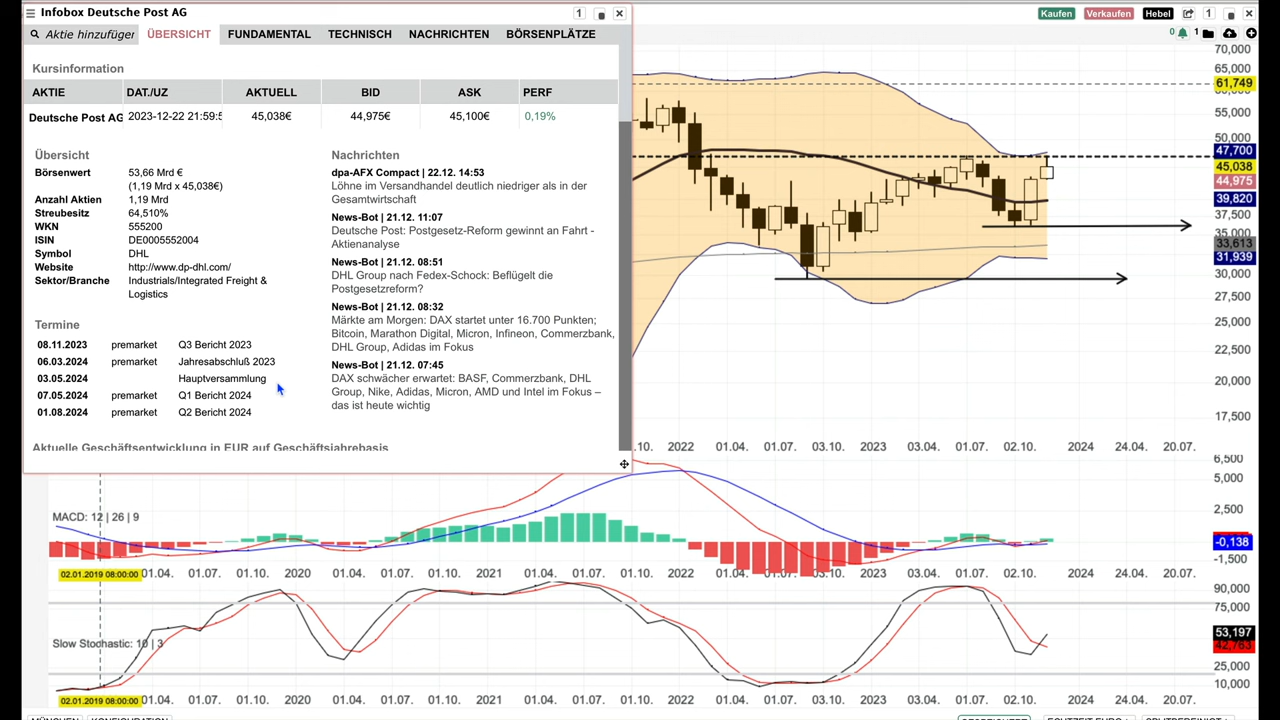 Infobox Deutsche Post AG
1
Kaufen
Verkaufen
Hebel
1
Aktie hinzufüger
ÜBERSICHT
FUNDAMENTAL
TECHNISCH
NACHRICHTEN
BÖRSENPLÄTZE
0
1
Kursinformation
AKTIE
DAT./UZ
AKTUELL
BID
ASK
PERF
Deutsche Post AG
2023-12-22 21:59:5
45,038€
44,975€
45,100€
0,19%
Übersicht
Börsenwert 53,66 Mrd €
(1,19 Mrd x 45,038€)
Anzahl Aktien 1,19 Mrd
Streubesitz 64,510%
WKN 555200
ISIN DE0005552004
Symbol DHL
Website http://www.dp-dhl.com/
Sektor/Branche Industrials/Integrated Freight &
Logistics
Termine
08.11.2023 premarket Q3 Bericht 2023
06.03.2024 premarket Jahresabschluß 2023
03.05.2024 Hauptversammlung
07.05.2024 premarket Q1 Bericht 2024
01.08.2024 premarket Q2 Bericht 2024
Nachrichten
dpa-AFX Compact | 22.12. 14:53
Löhne im Versandhandel deutlich niedriger als in der
Gesamtwirtschaft
News-Bot | 21.12. 11:07
Deutsche Post: Postgesetz-Reform gewinnt an Fahrt -
Aktienanalyse
News-Bot | 21.12. 08:51
DHL Group nach Fedex-Schock: Beflügelt die
Postgesetzreform?
News-Bot | 21.12. 08:32
Märkte am Morgen: DAX startet unter 16.700 Punkten;
Bitcoin, Marathon Digital, Micron, Infineon, Commerzbank,
DHL Group, Adidas im Fokus
News-Bot | 21.12. 07:45
DAX schwächer erwartet: BASF, Commerzbank, DHL
Group, Nike, Adidas, Micron, AMD und Intel im Fokus –
das ist heute wichtig
Aktuelle Geschäftsentwicklung in EUR auf Geschäftsjahrebasis
70,000
65,000
61,749
55,000
50,000
47,700
45,038
44,975
39,820
37,500
35,000
33,613
31,939
30,000
27,500
25,000
22,500
20,000
17,500
.10. 2022 01.04. 01.07. 03.10. 2023 03.04. 01.07. 02.10. 2024 24.04. 20.07.
6,500
5,000
2,500
-0,138
-1,500
MACD: 12 | 26 | 9
02.01.2019 08:00:00 01.04. 01.07. 01.10. 2020 01.04. 01.07. 01.10. 2021 01.04. 01.07. 01.10. 2022 01.04. 01.07. 03.10. 2023 03.04. 01.07. 02.10. 2024 24.04. 20.07.
90,000
75,000
53,197
42,763
25,000
10,000
Slow Stochastic: 10 | 3
02.01.2019 08:00:00 01.04. 01.07. 01.10. 2020 01.04. 01.07. 01.10. 2021 01.04. 01.07. 01.10. 2022 01.04. 01.07. 03.10. 2023 03.04. 01.07. 02.10. 2024 24.04. 20.07.
MÜNCHEN
KONFIGURATION